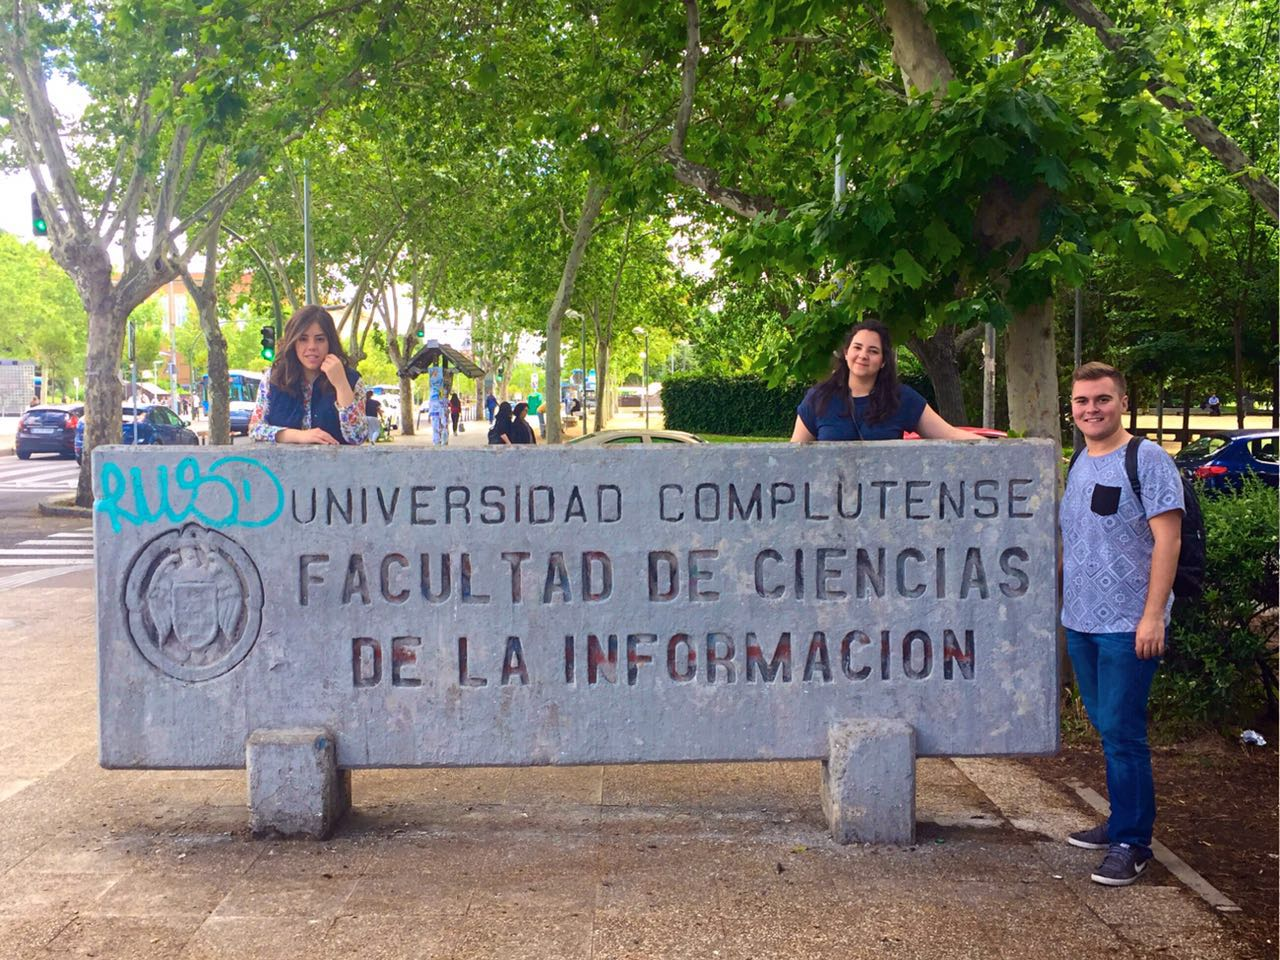 UNIVERSIDAD COMPLUTENSE
FACULTAD DE CIENCIAS
DE LA INFORMACION